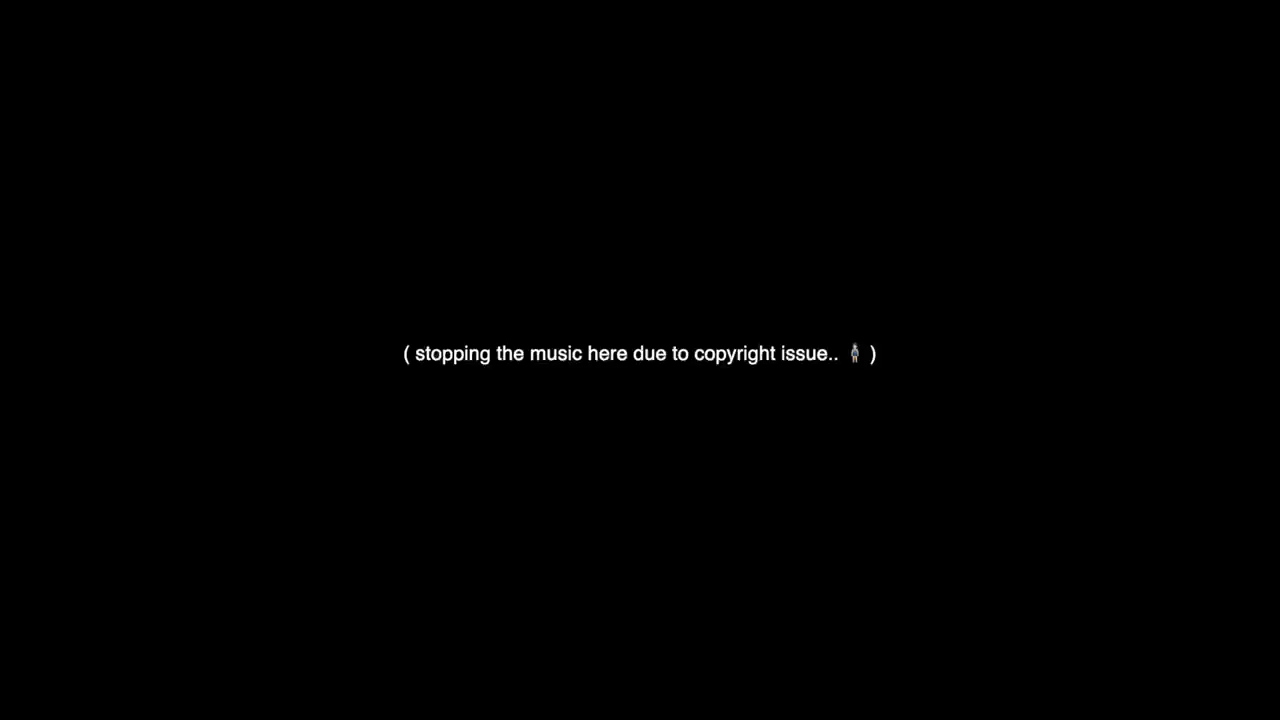 ( stopping the music here due to copyright issue.. 🧍 )